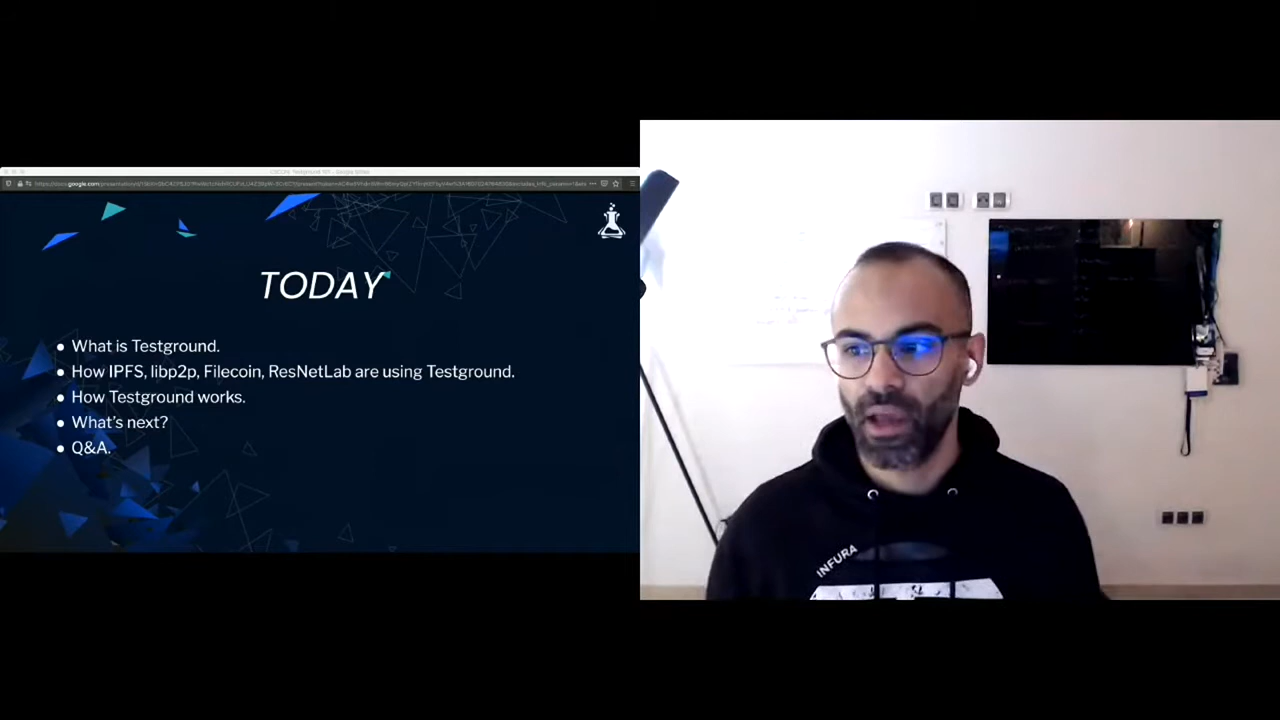 TODAY
● What is Testground.
● How IPFS, libp2p, Filecoin, ResNetLab are using Testground.
● How Testground works.
● What's next?
● Q&A.
INFURA